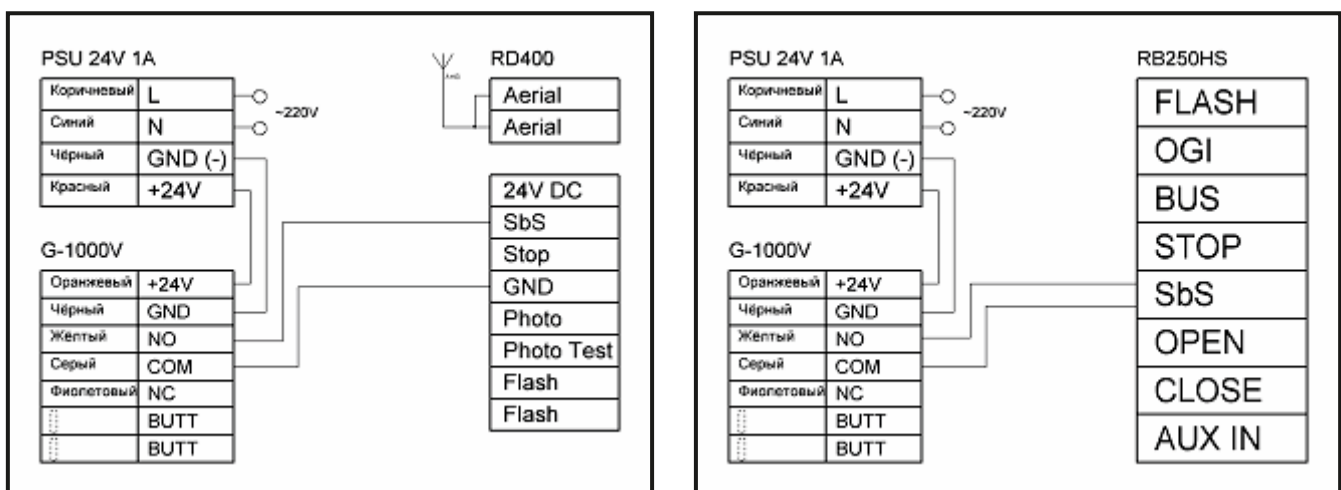 PSU 24V 1A
Коричневый L
Синий N
~220V
Чёрный GND (-)
Красный +24V
G-1000V
Оранжевый +24V
Чёрный GND
Жёлтый NO
Серый COM
Фиолетовый NC
BUTT
BUTT
RD400
Aerial
Aerial
24V DC
SbS
Stop
GND
Photo
Photo Test
Flash
Flash
PSU 24V 1A
Коричневый L
Синий N
~220V
Чёрный GND (-)
Красный +24V
G-1000V
Оранжевый +24V
Чёрный GND
Жёлтый NO
Серый COM
Фиолетовый NC
BUTT
BUTT
RB250HS
FLASH
OGI
BUS
STOP
SbS
OPEN
CLOSE
AUX IN